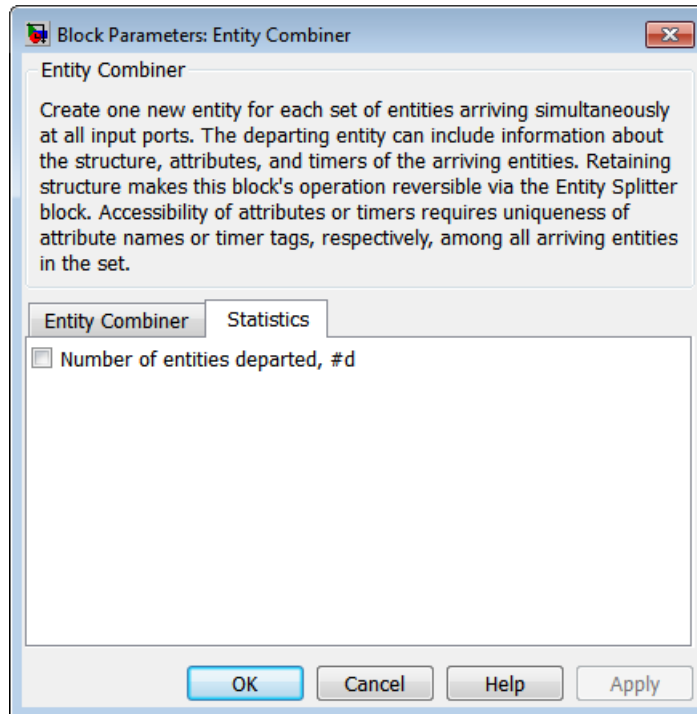 Block Parameters: Entity Combiner
Entity Combiner
Create one new entity for each set of entities arriving simultaneously
at all input ports. The departing entity can include information about
the structure, attributes, and timers of the arriving entities. Retaining
structure makes this block's operation reversible via the Entity Splitter
block. Accessibility of attributes or timers requires uniqueness of
attribute names or timer tags, respectively, among all arriving entities
in the set.
Entity Combiner Statistics
Number of entities departed, #d
OK Cancel Help Apply